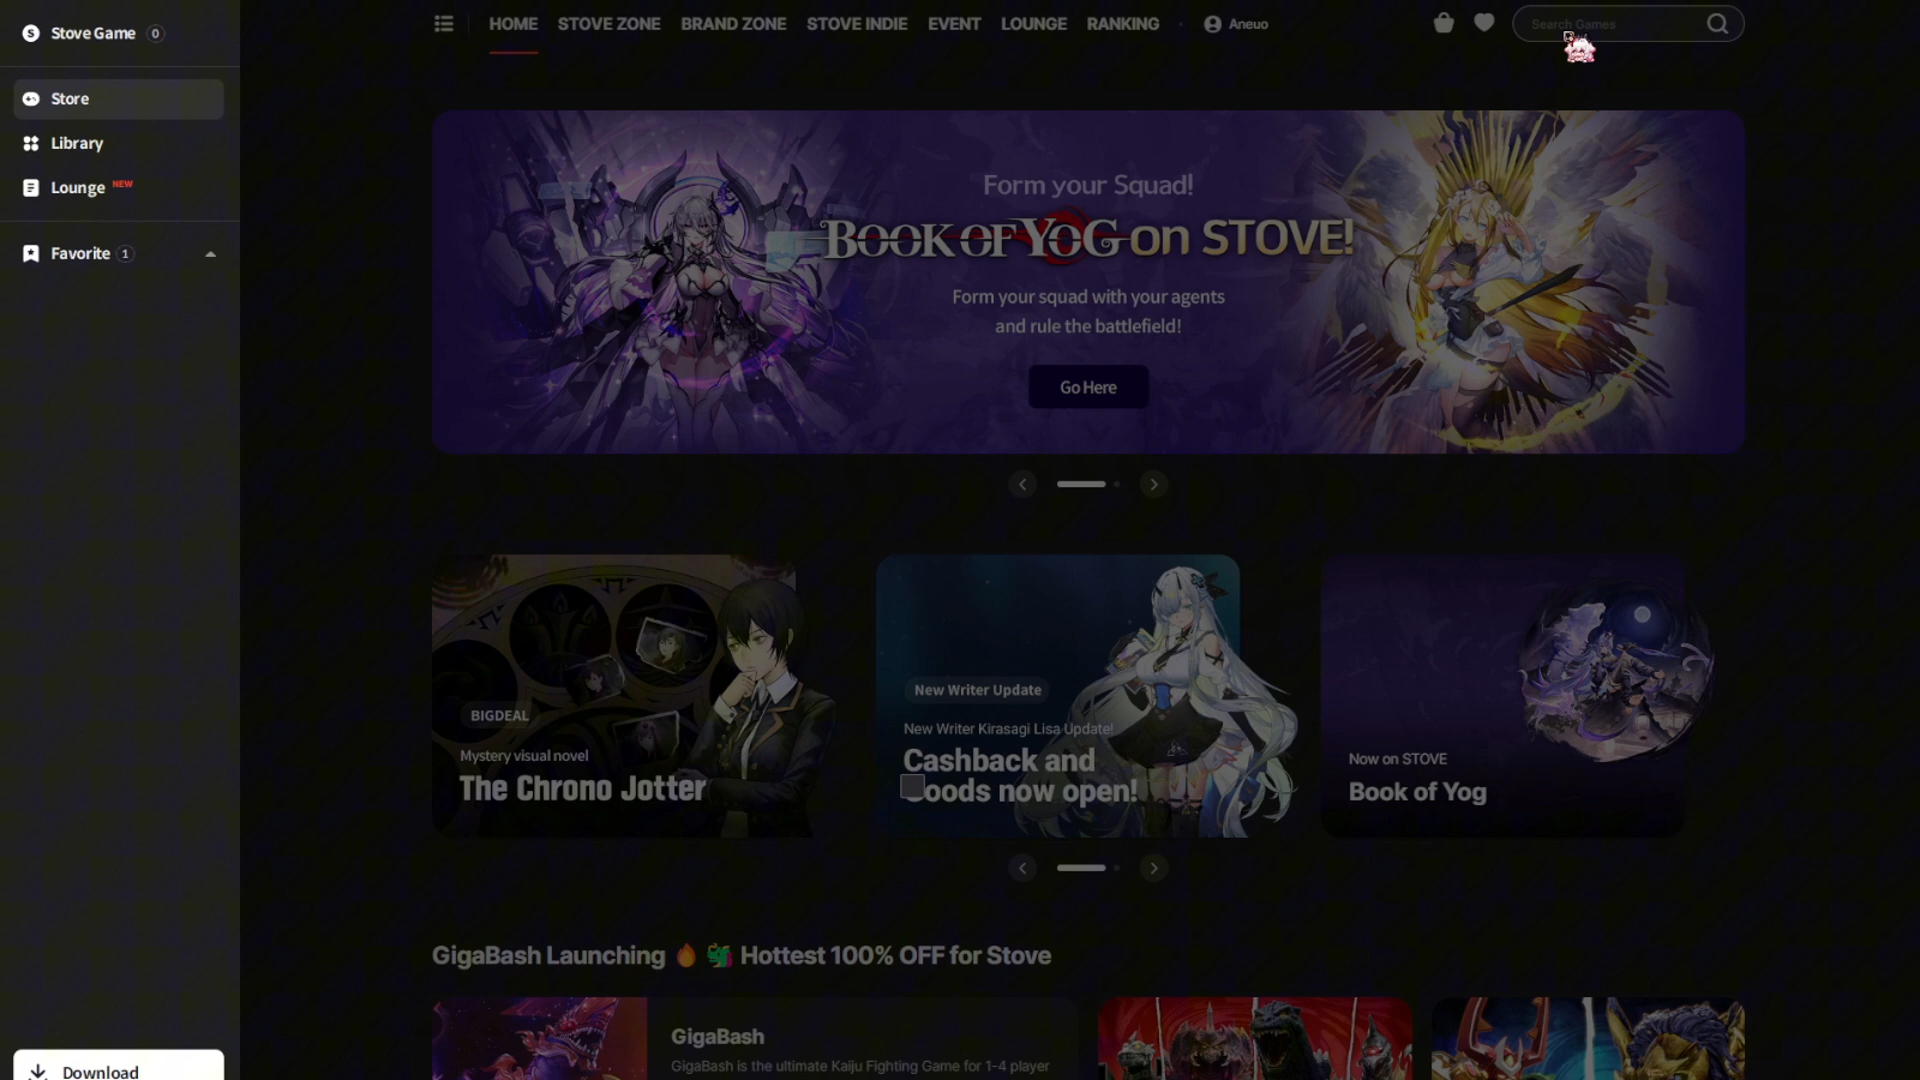 Stove Game 0
Store
Library
Lounge NEW
Favorite 1
Download
HOME STOVE ZONE BRAND ZONE STOVE INDIE EVENT LOUNGE RANKING Aneuo
Search Games
Form your Squad!
BOOK OF YOG on STOVE!
Form your squad with your agents
and rule the battlefield!
Go Here
BIGDEAL
Mystery visual novel
The Chrono Jotter
New Writer Update
New Writer Kirasagi Lisa Update!
Cashback and
Goods now open!
Now on STOVE
Book of Yog
GigaBash Launching 🔥 🐲 Hottest 100% OFF for Stove
GigaBash
GigaBash is the ultimate Kaiju Fighting Game for 1-4 player